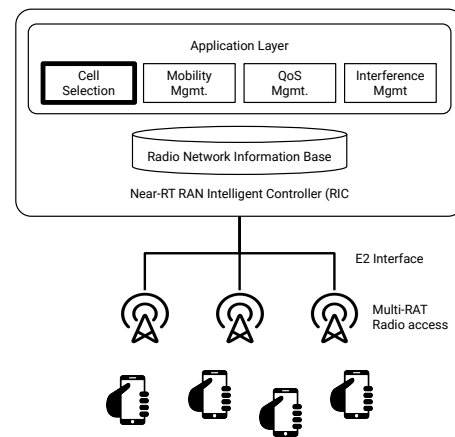 Application Layer
Cell
Selection
Mobility
Mgmt.
QoS
Mgmt.
Interference
Mgmt
Radio Network Information Base
Near-RT RAN Intelligent Controller (RIC
E2 Interface
Multi-RAT
Radio access